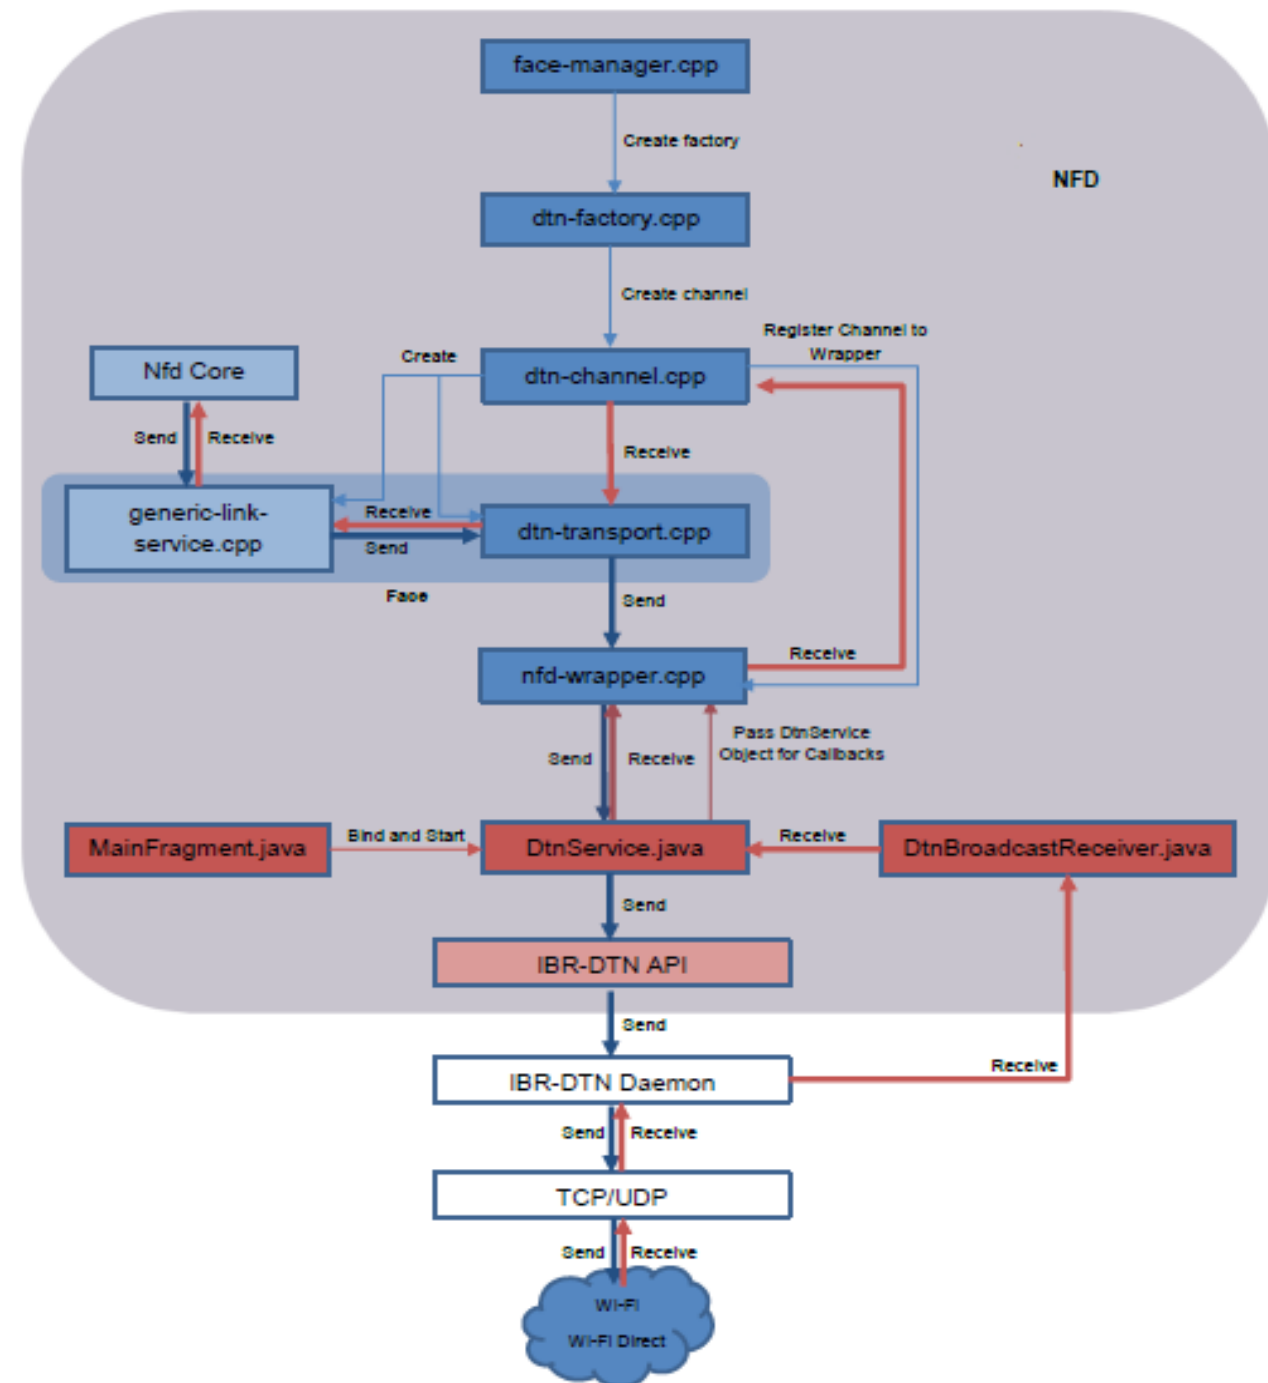 face-manager.cpp
Create factory
NFD
dtn-factory.cpp
Create channel
Register Channel to
Wrapper
Create
Nfd Core
dtn-channel.cpp
Send
Receive
Receive
generic-link-
service.cpp
Receive
Send
dtn-transport.cpp
Face
Send
nfd-wrapper.cpp
Receive
Pass DtnService
Object for Callbacks
Send
Receive
MainFragment.java
Bind and Start
DtnService.java
Receive
DtnBroadcastReceiver.java
Send
IBR-DTN API
Send
IBR-DTN Daemon
Receive
Send
Receive
TCP/UDP
Send
Receive
Wi-Fi
Wi-Fi Direct